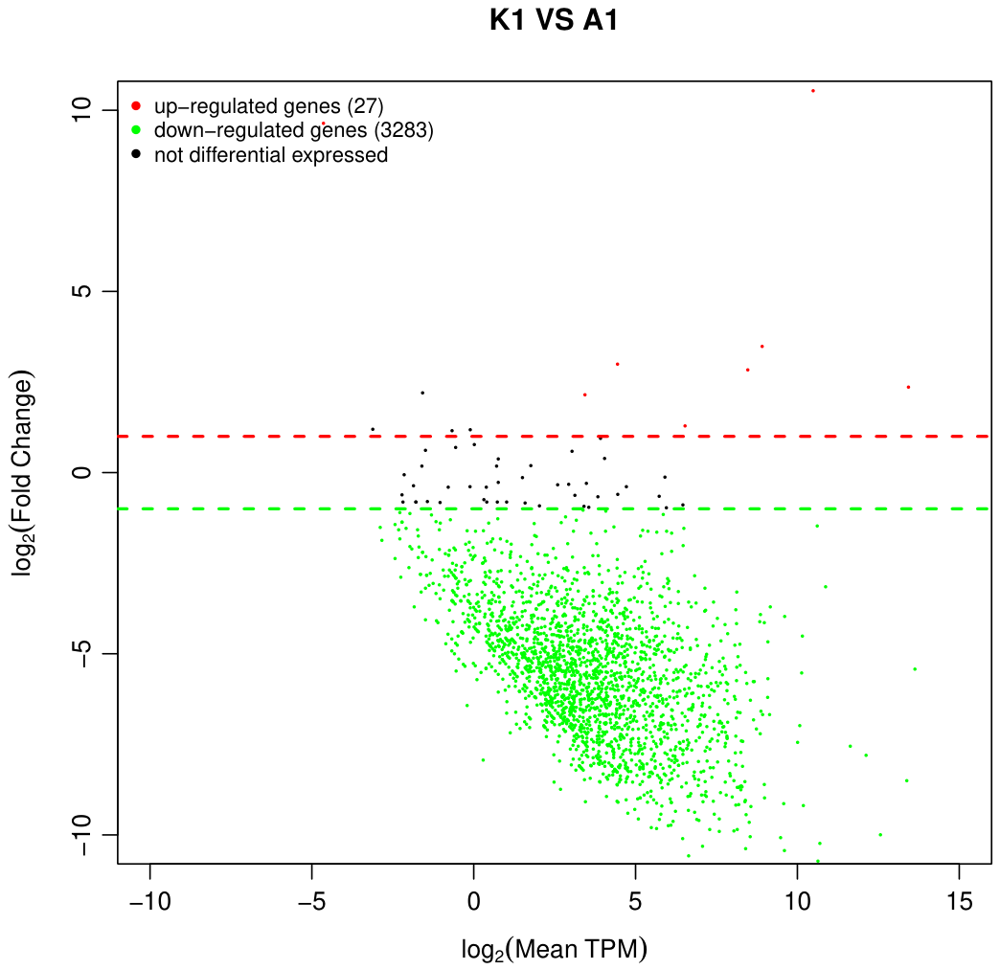 K1 VS A1
up−regulated genes (27)
down−regulated genes (3283)
not differential expressed
10
5
0
−5
−10
log2(Fold Change)
−10
−5
0
5
10
15
log2(Mean TPM)